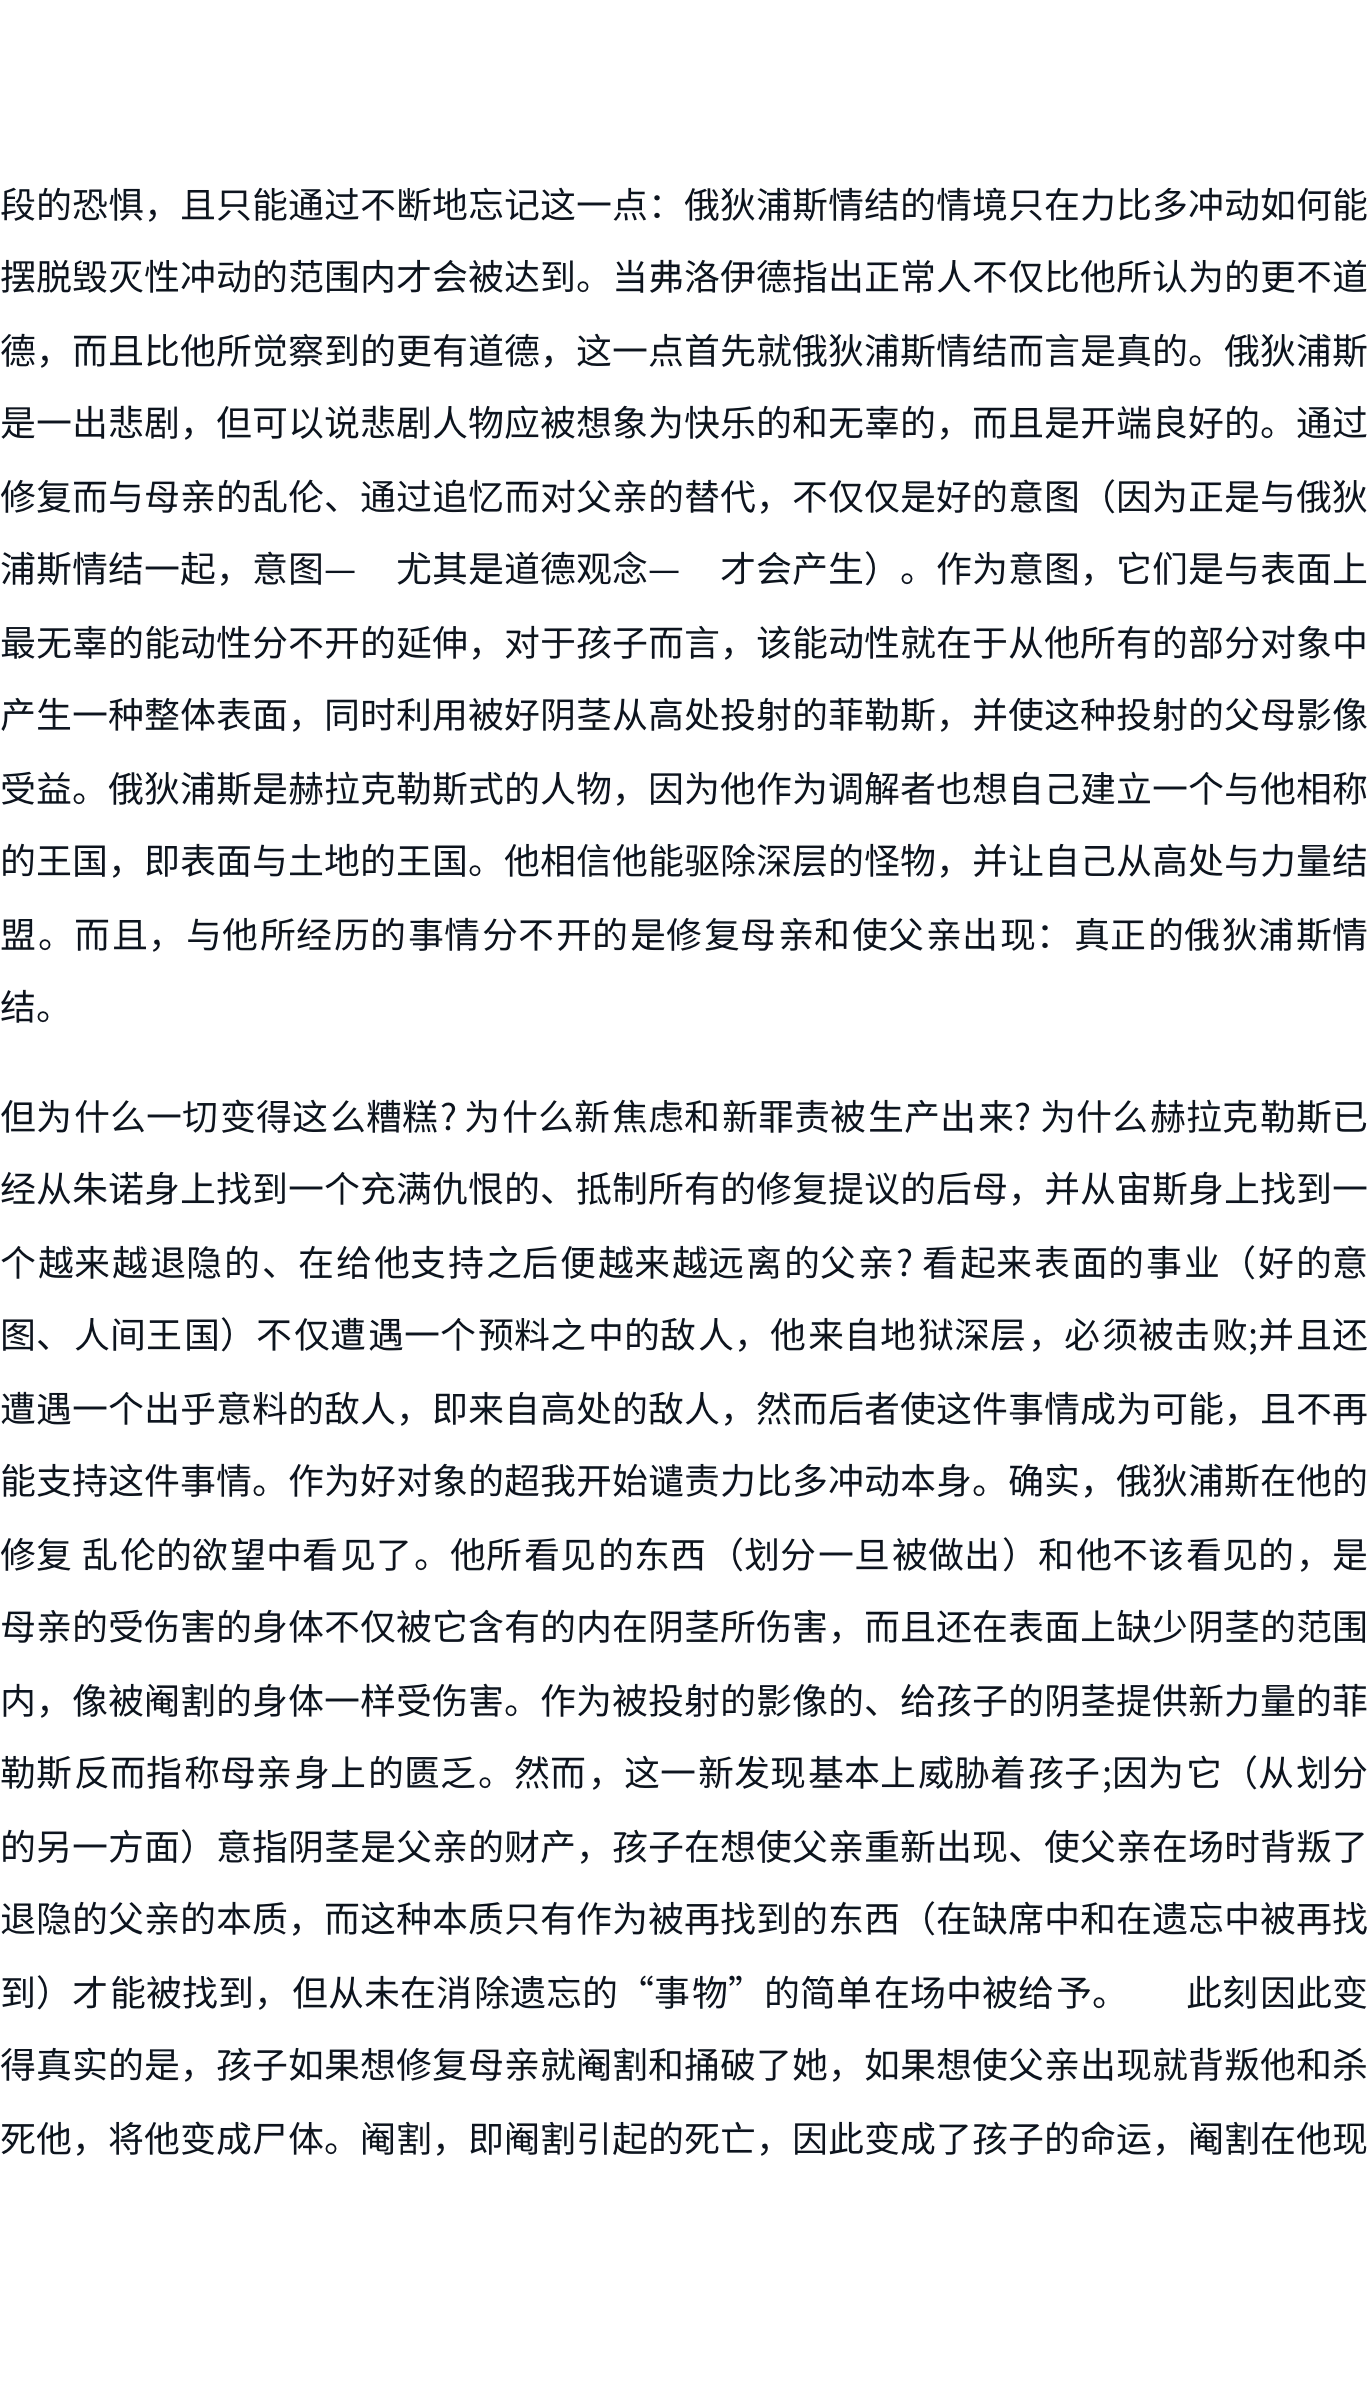 段的恐惧，且只能通过不断地忘记这一点：俄狄浦斯情结的情境只在力比多冲动如何能
摆脱毁灭性冲动的范围内才会被达到。当弗洛伊德指出正常人不仅比他所认为的更不道
德，而且比他所觉察到的更有道德，这一点首先就俄狄浦斯情结而言是真的。俄狄浦斯
是一出悲剧，但可以说悲剧人物应被想象为快乐的和无辜的，而且是开端良好的。通过
修复而与母亲的乱伦、通过追忆而对父亲的替代，不仅仅是好的意图（因为正是与俄狄
浦斯情结一起，意图— 尤其是道德观念— 才会产生）。作为意图，它们是与表面上
最无辜的能动性分不开的延伸，对于孩子而言，该能动性就在于从他所有的部分对象中
产生一种整体表面，同时利用被好阴茎从高处投射的菲勒斯，并使这种投射的父母影像
受益。俄狄浦斯是赫拉克勒斯式的人物，因为他作为调解者也想自己建立一个与他相称
的王国，即表面与土地的王国。他相信他能驱除深层的怪物，并让自己从高处与力量结
盟。而且，与他所经历的事情分不开的是修复母亲和使父亲出现：真正的俄狄浦斯情
结。
但为什么一切变得这么糟糕？为什么新焦虑和新罪责被生产出来？为什么赫拉克勒斯已
经从朱诺身上找到一个充满仇恨的、抵制所有的修复提议的后母，并从宙斯身上找到一
个越来越退隐的、在给他支持之后便越来越远离的父亲？看起来表面的事业（好的意
图、人间王国）不仅遭遇一个预料之中的敌人，他来自地狱深层，必须被击败;并且还
遭遇一个出乎意料的敌人，即来自高处的敌人，然而后者使这件事情成为可能，且不再
能支持这件事情。作为好对象的超我开始谴责力比多冲动本身。确实，俄狄浦斯在他的
修复 乱伦的欲望中看见了。他所看见的东西（划分一旦被做出）和他不该看见的，是
母亲的受伤害的身体不仅被它含有的内在阴茎所伤害，而且还在表面上缺少阴茎的范围
内，像被阉割的身体一样受伤害。作为被投射的影像的、给孩子的阴茎提供新力量的菲
勒斯反而指称母亲身上的匮乏。然而，这一新发现基本上威胁着孩子;因为它（从划分
的另一方面）意指阴茎是父亲的财产，孩子在想使父亲重新出现、使父亲在场时背叛了
退隐的父亲的本质，而这种本质只有作为被再找到的东西（在缺席中和在遗忘中被再找
到）才能被找到，但从未在消除遗忘的“事物”的简单在场中被给予。 此刻因此变
得真实的是，孩子如果想修复母亲就阉割和捅破了她，如果想使父亲出现就背叛他和杀
死他，将他变成尸体。阉割，即阉割引起的死亡，因此变成了孩子的命运，阉割在他现